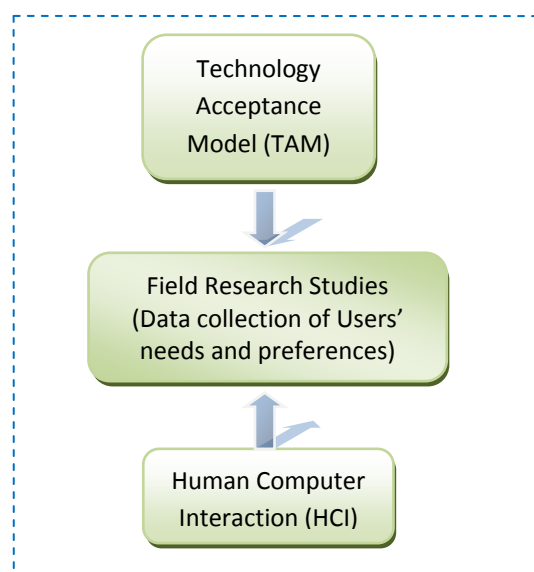 Technology
Acceptance
Model (TAM)
Field Research Studies
(Data collection of Users’
needs and preferences)
Human Computer
Interaction (HCI)